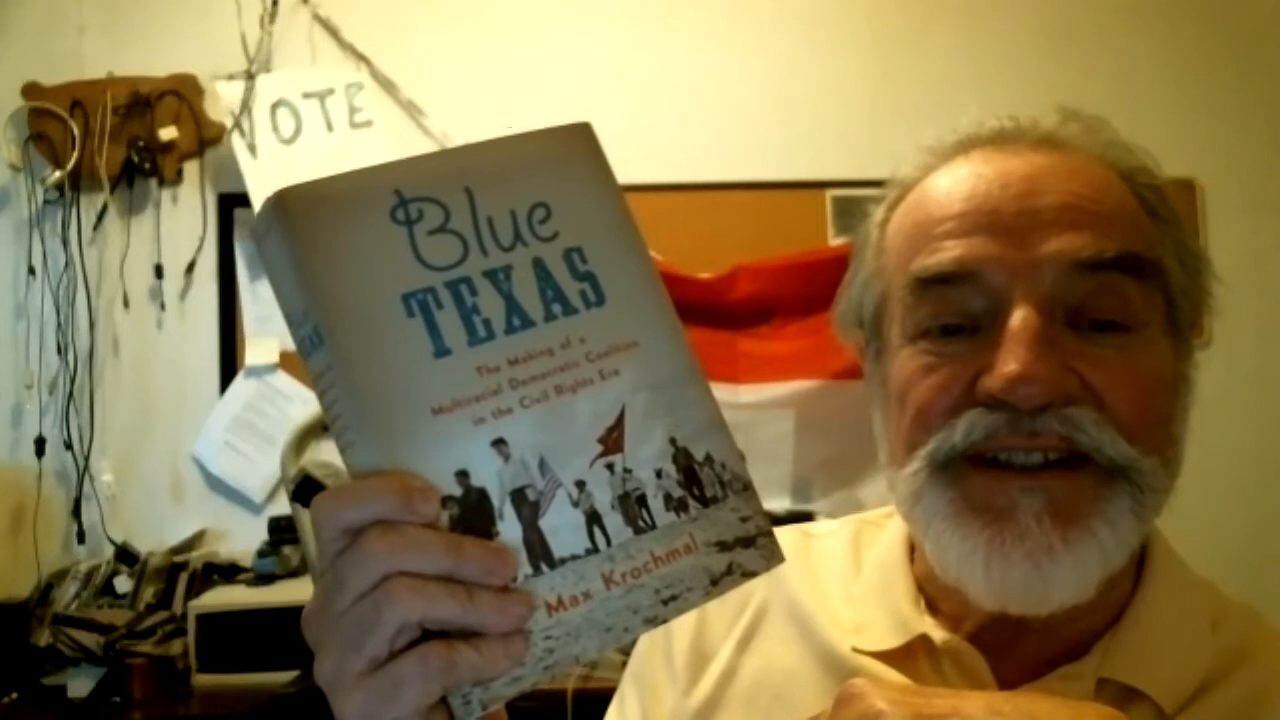 VOTE
Blue
TEXAS
The Making of a
Multiracial Democratic Coalition
in the Civil Rights Era
Max Krochmal